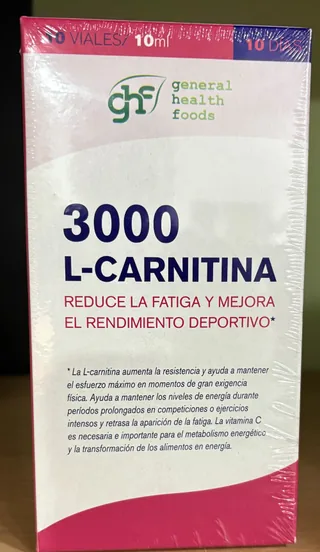 10 VIALES/ 10ml
10 DÍAS
ghf
general
health
foods
3000
L-CARNITINA
REDUCE LA FATIGA Y MEJORA
EL RENDIMIENTO DEPORTIVO*
* La L-carnitina aumenta la resistencia y ayuda a mantener
el esfuerzo máximo en momentos de gran exigencia
física. Ayuda a mantener los niveles de energía durante
períodos prolongados en competiciones o ejercicios
intensos y retrasa la aparición de la fatiga. La vitamina C
es necesaria e importante para el metabolismo energético
y la transformación de los alimentos en energía.